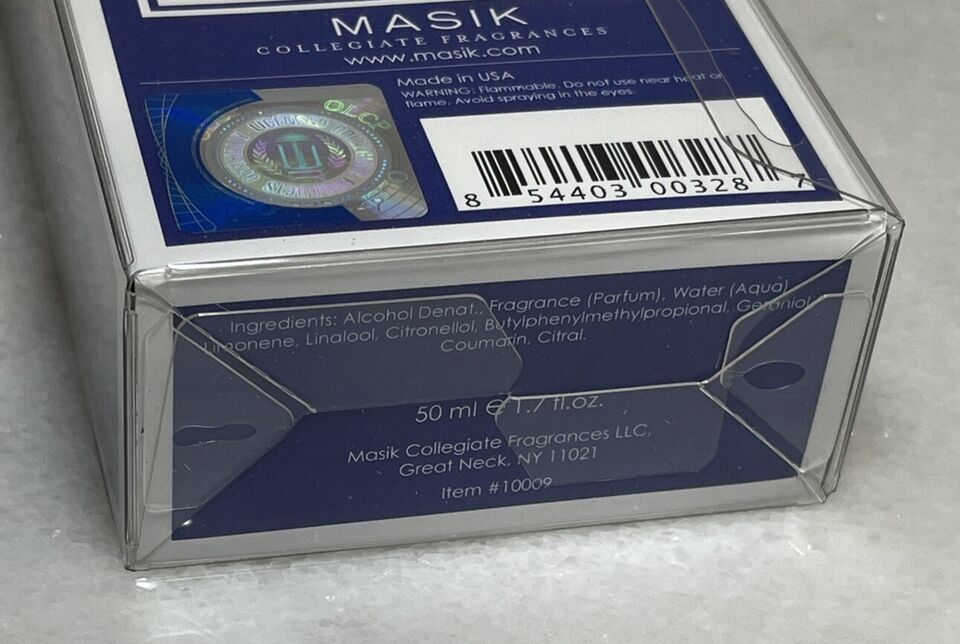 MASIK
COLLEGIATE FRAGRANCES
www.masik.com
Made in USA
WARNING: Flammable. Do not use near heat or
flame. Avoid spraying in the eyes.
OLCP
LICENSED
8 54403 00328 7
Ingredients: Alcohol Denat., Fragrance (Parfum), Water (Aqua)
Limonene, Linalool, Citronellol, Butylphenylmethylpropional, Geraniol
Coumarin, Citral.
50 ml ℮ 1.7 fl.oz.
Masik Collegiate Fragrances LLC,
Great Neck, NY 11021
Item #10009